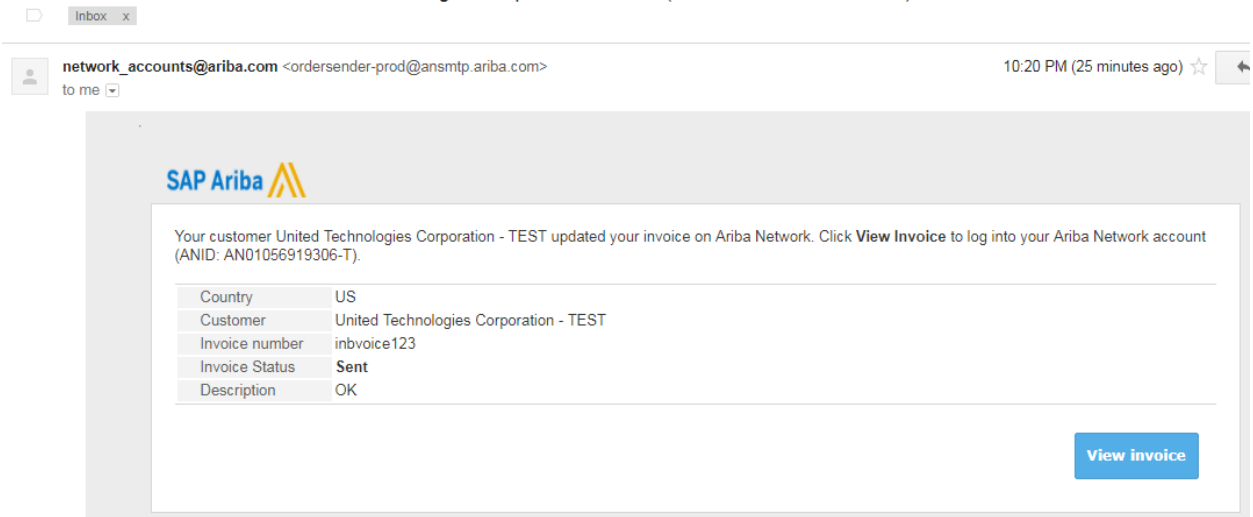 Inbox x
network_accounts@ariba.com <ordersender-prod@ansmtp.ariba.com> 10:20 PM (25 minutes ago)
to me
SAP Ariba
Your customer United Technologies Corporation - TEST updated your invoice on Ariba Network. Click View Invoice to log into your Ariba Network account
(ANID: AN01056919306-T).
Country US
Customer United Technologies Corporation - TEST
Invoice number inbvoice123
Invoice Status Sent
Description OK
View invoice